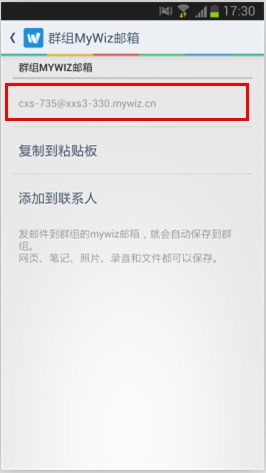 17:30
群组MyWiz邮箱
群组MYWIZ邮箱
cxs-735@xxs3-330.mywiz.cn
复制到粘贴板
添加到联系人
发邮件到群组的mywiz邮箱，就会自动保存到群
组。
网页、笔记、照片、录音和文件都可以保存。